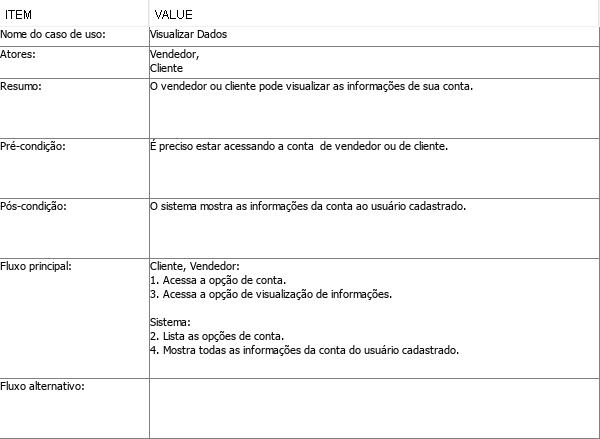 ITEM VALUE
Nome do caso de uso: Visualizar Dados
Atores: Vendedor,
Cliente
Resumo: O vendedor ou cliente pode visualizar as informações de sua conta.
Pré-condição: É preciso estar acessando a conta de vendedor ou de cliente.
Pós-condição: O sistema mostra as informações da conta ao usuário cadastrado.
Fluxo principal: Cliente, Vendedor:
1. Acessa a opção de conta.
3. Acessa a opção de visualização de informações.
Sistema:
2. Lista as opções de conta.
4. Mostra todas as informações da conta do usuário cadastrado.
Fluxo alternativo: